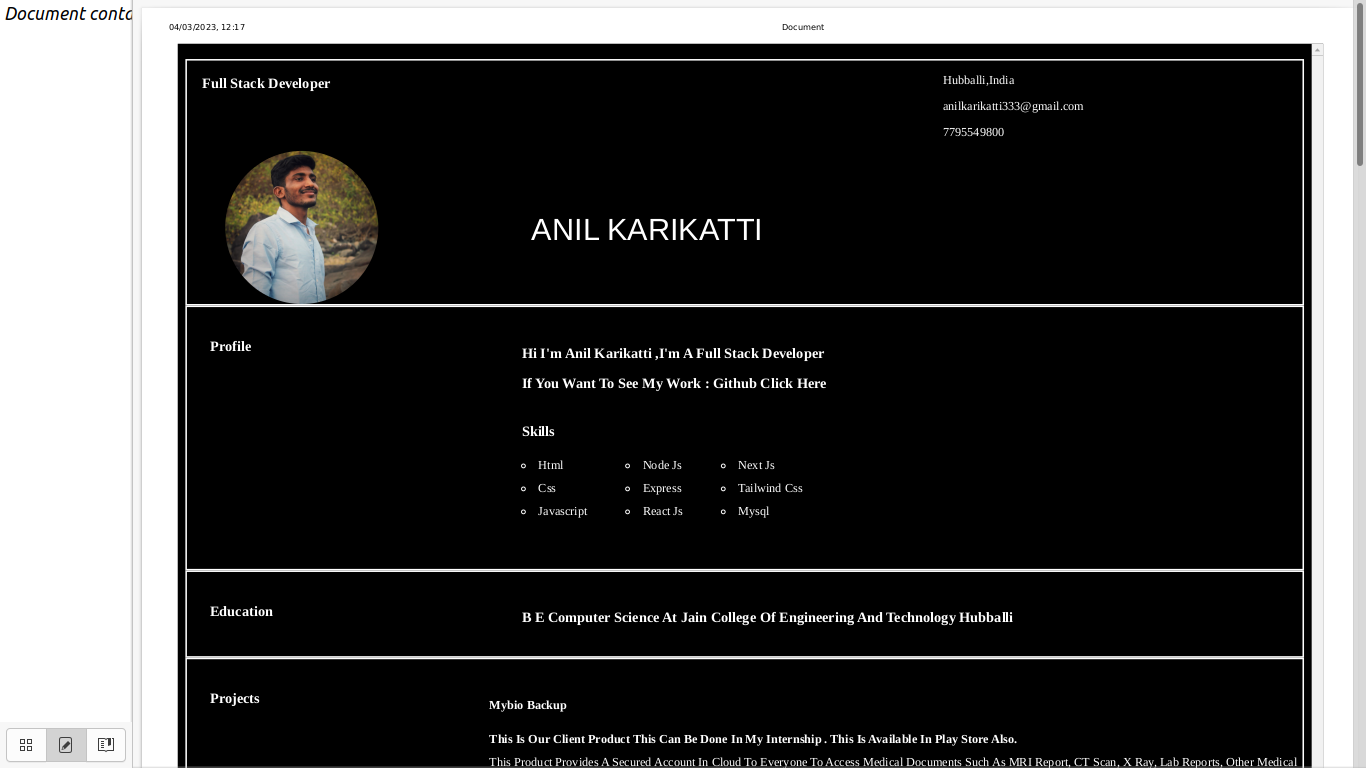 Document conta
04/03/2023, 12:17
Document
Full Stack Developer
Hubballi,India
anilkarikatti333@gmail.com
7795549800
ANIL KARIKATTI
Profile
Hi I'm Anil Karikatti ,I'm A Full Stack Developer
If You Want To See My Work : Github Click Here
Skills
Html Node Js Next Js
Css Express Tailwind Css
Javascript React Js Mysql
Education
B E Computer Science At Jain College Of Engineering And Technology Hubballi
Projects
Mybio Backup
This Is Our Client Product This Can Be Done In My Internship . This Is Available In Play Store Also.
This Product Provides A Secured Account In Cloud To Everyone To Access Medical Documents Such As MRI Report, CT Scan, X Ray, Lab Reports, Other Medical